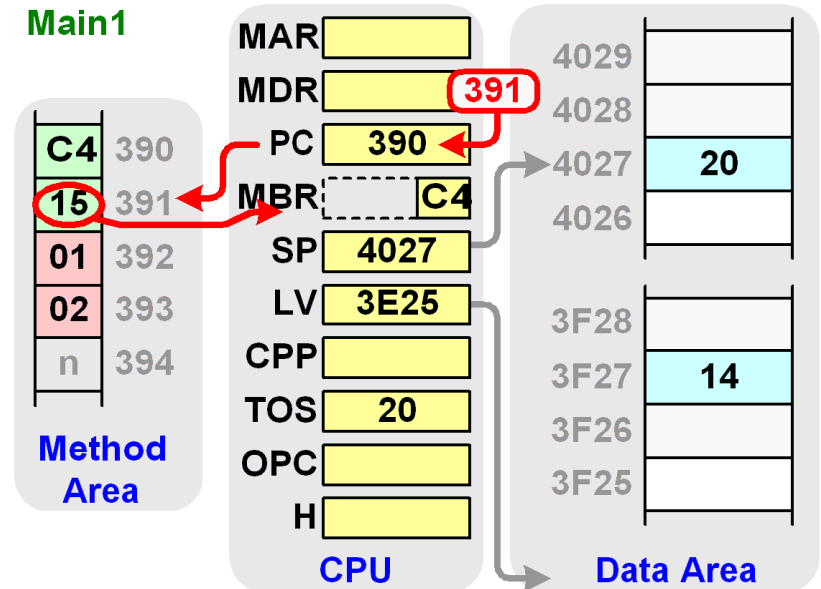 Main1
C4 390
15 391
01 392
02 393
n 394
Method
Area
MAR
MDR 391
PC 390
MBR C4
SP 4027
LV 3E25
CPP
TOS 20
OPC
H
CPU
4029
4028
4027 20
4026
3F28
3F27 14
3F26
3F25
Data Area